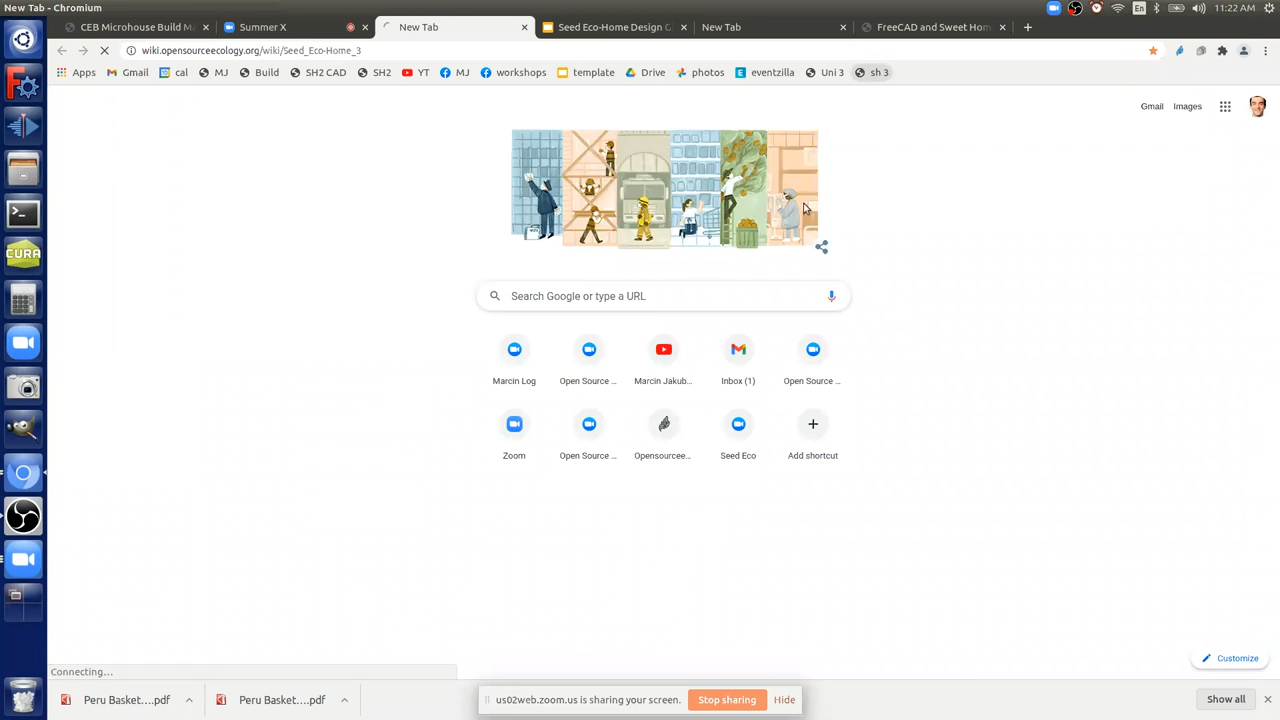 New Tab - Chromium
En
11:22 AM
CEB Microhouse Build Me
Summer X
New Tab
Seed Eco-Home Design G
New Tab
FreeCAD and Sweet Hom
wiki.opensourceecology.org/wiki/Seed_Eco-Home_3
Apps
Gmail
cal
MJ
Build
SH2 CAD
SH2
YT
MJ
workshops
template
Drive
photos
eventzilla
Uni 3
sh 3
Gmail
Images
Search Google or type a URL
Marcin Log
Open Source ...
Marcin Jakub...
Inbox (1)
Open Source ...
Zoom
Open Source ...
Opensourcee...
Seed Eco
Add shortcut
CURA
Customize
Connecting...
Peru Basket....pdf
Peru Basket....pdf
us02web.zoom.us is sharing your screen.
Stop sharing
Hide
Show all